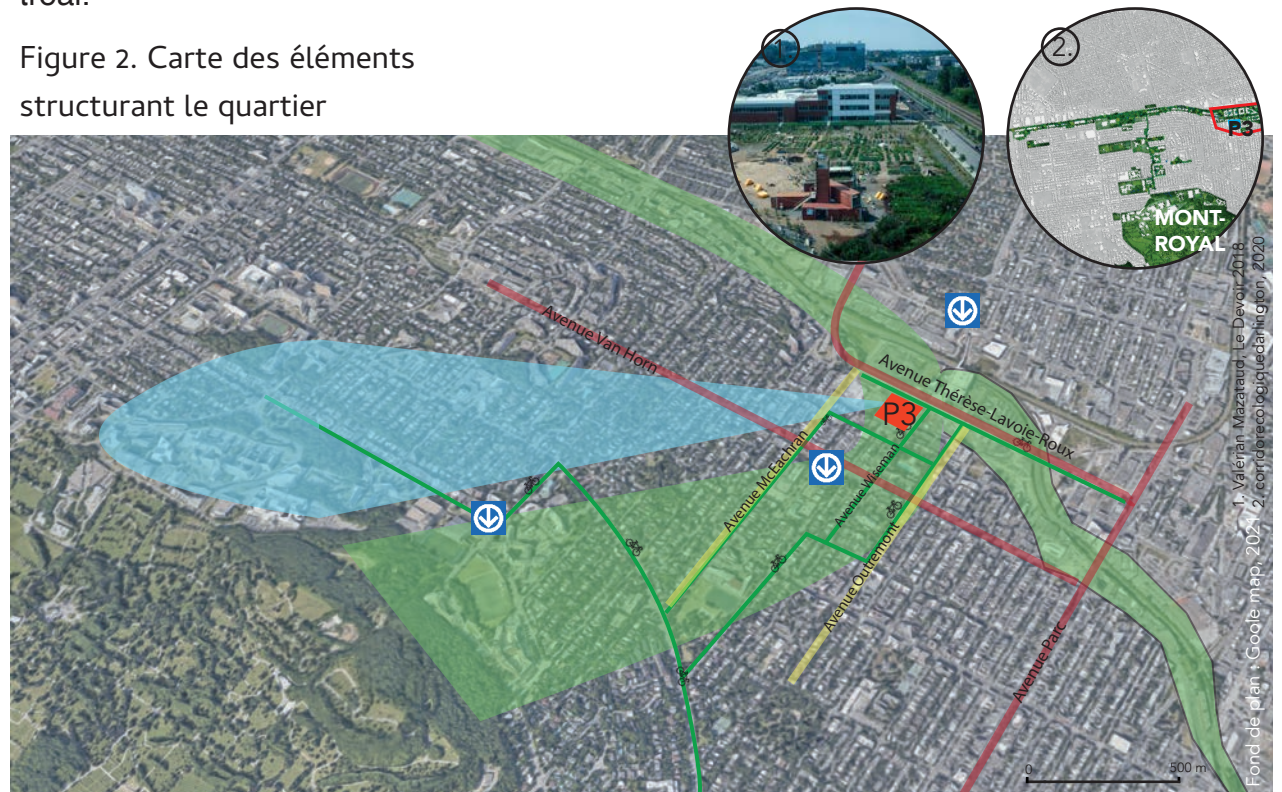 Figure 2. Carte des éléments
structurant le quartier
1.
2.
P3
MONT-
ROYAL
Avenue Van Horn
Avenue Thérèse-Lavoie-Roux
P3
Avenue McEachran
Avenue Wiseman
Avenue Outremont
Avenue Parc
0
500 m
1. Valérian Mazataud, Le Devoir 2018
2. corridorecologiquedarlington, 2020
Fond de plan : Goole map, 2021